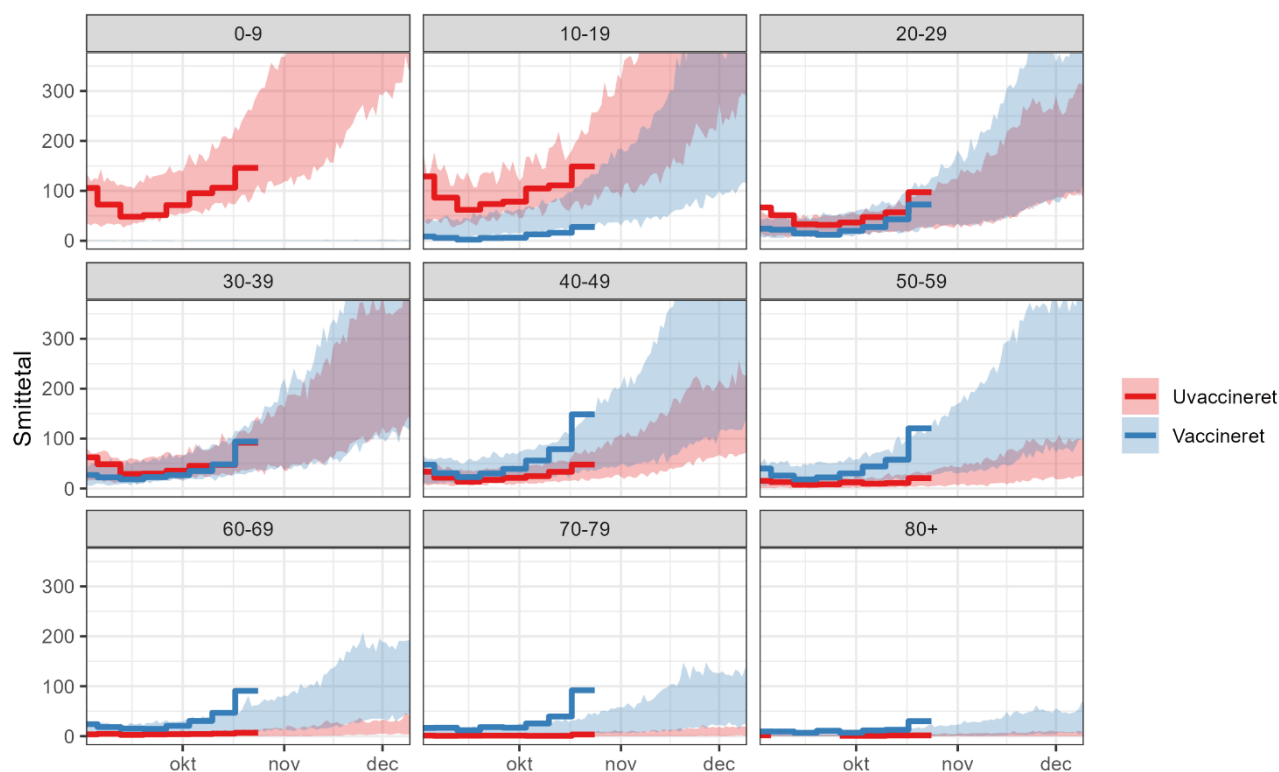 0-9 10-19 20-29
300
200
100
0
30-39 40-49 50-59
300
200
100
0
Smittetal
Uvaccineret
Vaccineret
60-69 70-79 80+
300
200
100
0
okt nov dec okt nov dec okt nov dec